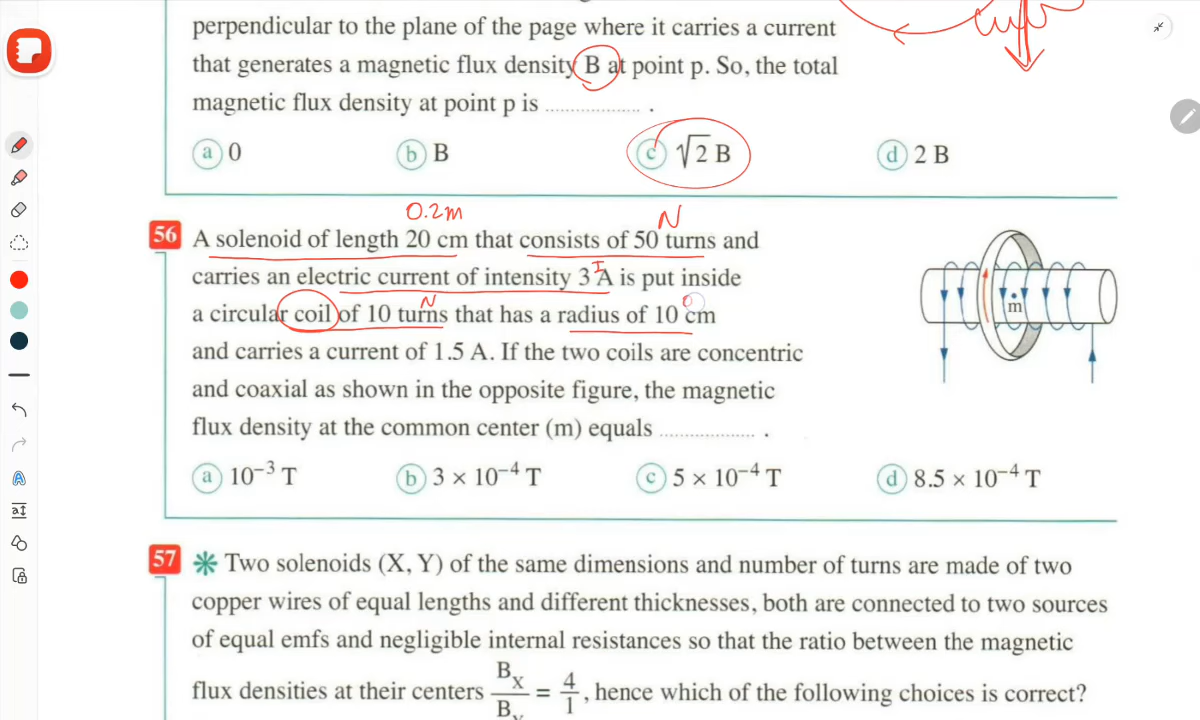 perpendicular to the plane of the page where it carries a current
that generates a magnetic flux density B at point p. So, the total
magnetic flux density at point p is .................... .
a 0 b B c √2 B d 2 B
0.2m N
56 A solenoid of length 20 cm that consists of 50 turns and
I
carries an electric current of intensity 3 A is put inside
N
a circular coil of 10 turns that has a radius of 10 cm
and carries a current of 1.5 A. If the two coils are concentric
and coaxial as shown in the opposite figure, the magnetic
flux density at the common center (m) equals .................... .
m
a 10⁻³ T b 3 × 10⁻⁴ T c 5 × 10⁻⁴ T d 8.5 × 10⁻⁴ T
57 Two solenoids (X, Y) of the same dimensions and number of turns are made of two
copper wires of equal lengths and different thicknesses, both are connected to two sources
of equal emfs and negligible internal resistances so that the ratio between the magnetic
flux densities at their centers Bx/By = 4/1, hence which of the following choices is correct?